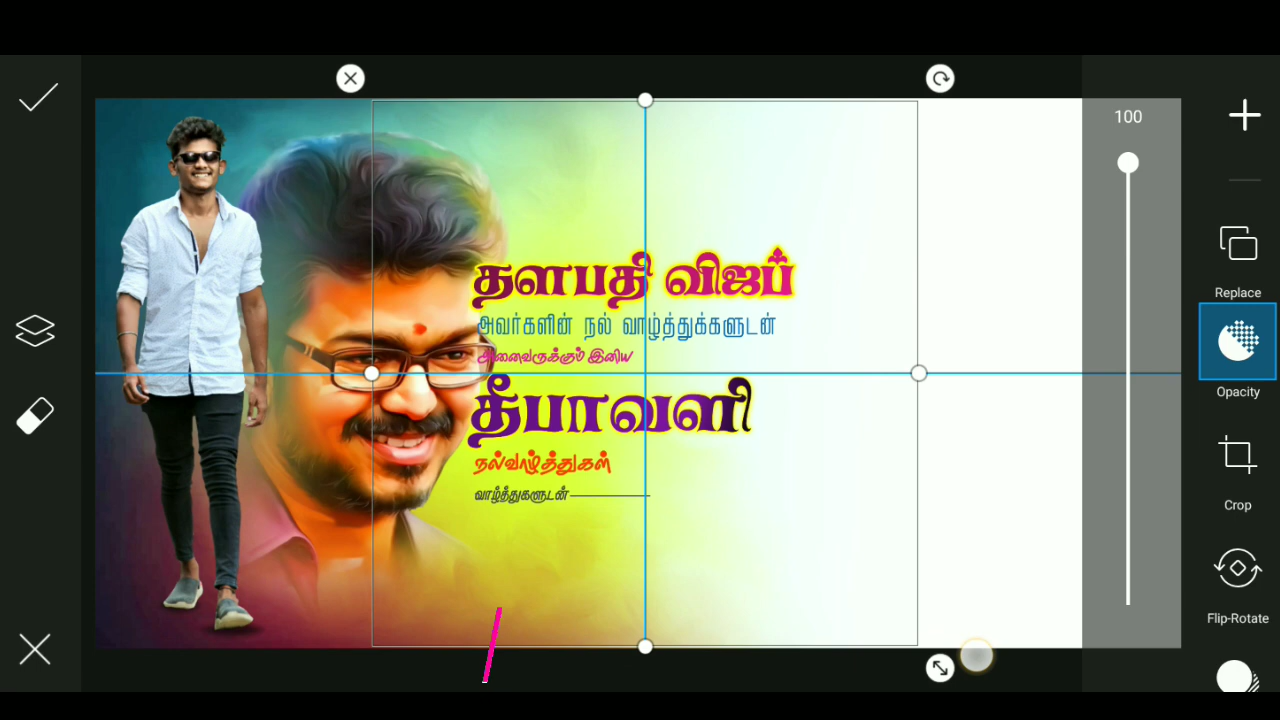 100
Replace
Opacity
Crop
Flip-Rotate
தளபதி விஜய்
அவர்களின் நல் வாழ்த்துக்களுடன்
அனைவருக்கும் இனிய
தீபாவளி
நல்வாழ்த்துகள்
வாழ்த்துகளுடன்